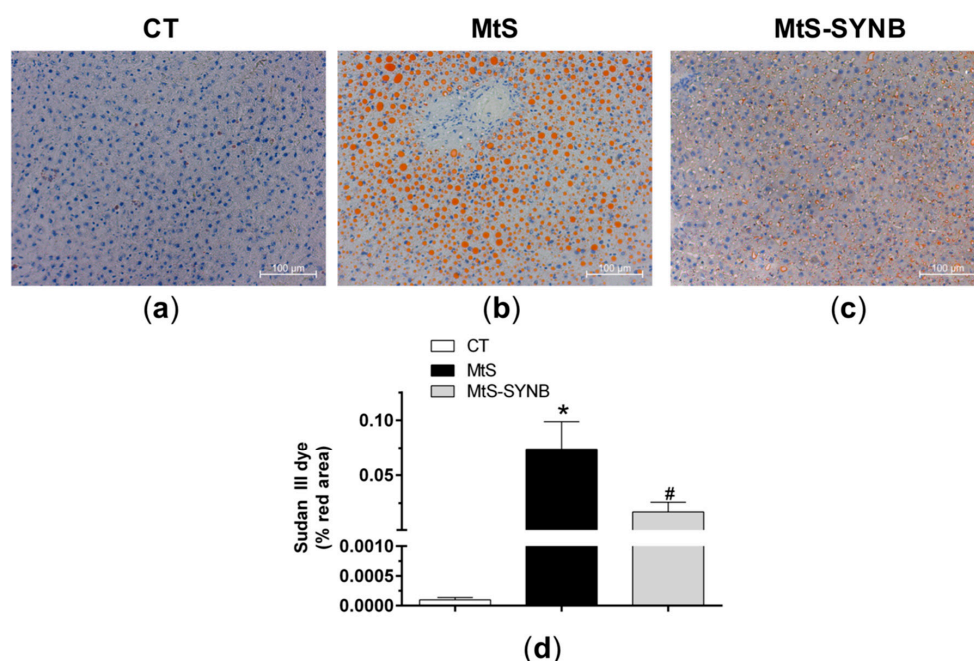 CT MtS MtS-SYNB
100 µm 100 µm 100 µm
(a) (b) (c)
CT
MtS
MtS-SYNB
Sudan III dye
(% red area)
0.10
0.05
0.0010
0.0005
0.0000
*
#
(d)